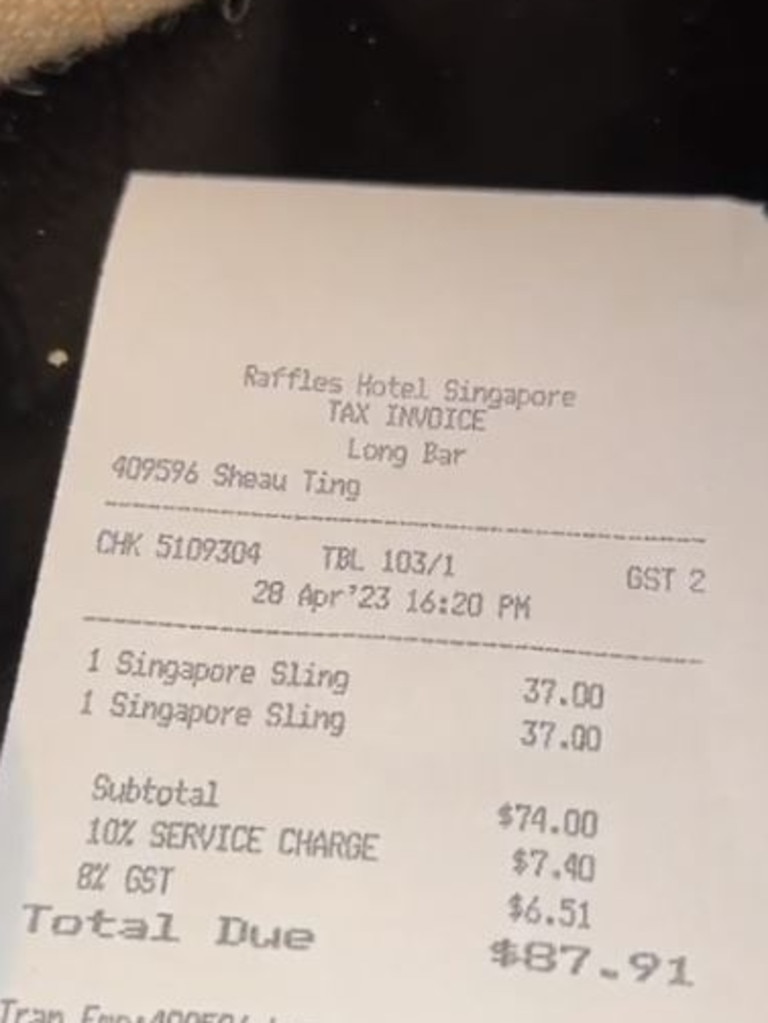 Raffles Hotel Singapore
TAX INVOICE
Long Bar
409596 Sheau Ting
CHK 5109304 TBL 103/1 GST 2
28 Apr'23 16:20 PM
1 Singapore Sling 37.00
1 Singapore Sling 37.00
Subtotal $74.00
10% SERVICE CHARGE $7.40
8% GST $6.51
Total Due $87.91